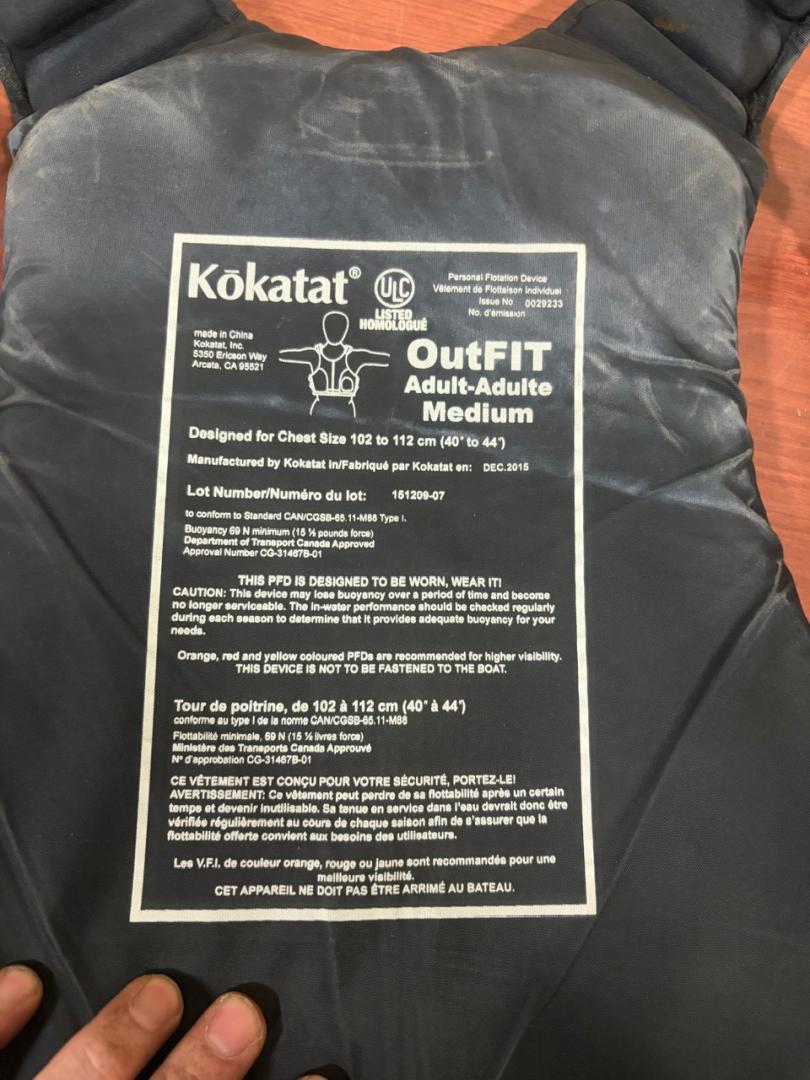 Kōkatat®
ULC
LISTED
HOMOLOGUÉ
Personal Flotation Device
Vêtement de Flottaison Individuel
Issue No. 0029233
No. d'émission
made in China
Kokatat, Inc.
5350 Ericson Way
Arcata, CA 95521
OutFIT
Adult-Adulte
Medium
Designed for Chest Size 102 to 112 cm (40" to 44")
Manufactured by Kokatat in/Fabriqué par Kokatat en: DEC.2015
Lot Number/Numéro du lot: 151209-07
to conform to Standard CAN/CGSB-65.11-M88 Type I.
Buoyancy 69 N minimum (15 ½ pounds force)
Department of Transport Canada Approved
Approval Number CG-31467B-01
THIS PFD IS DESIGNED TO BE WORN, WEAR IT!
CAUTION: This device may lose buoyancy over a period of time and become
no longer serviceable. The in-water performance should be checked regularly
during each season to determine that it provides adequate buoyancy for your
needs.
Orange, red and yellow coloured PFDs are recommended for higher visibility.
THIS DEVICE IS NOT TO BE FASTENED TO THE BOAT.
Tour de poitrine, de 102 à 112 cm (40" à 44")
conforme au type I de la norme CAN/CGSB-65.11-M88
Flottabilité minimale, 69 N (15 ½ livres force)
Ministère des Transports Canada Approuvé
N° d'approbation CG-31467B-01
CE VÊTEMENT EST CONÇU POUR VOTRE SÉCURITÉ, PORTEZ-LE!
AVERTISSEMENT: Ce vêtement peut perdre de sa flottabilité après un certain
temps et devenir inutilisable. Sa tenue en service dans l'eau devrait donc être
vérifiée régulièrement au cours de chaque saison afin de s'assurer que la
flottabilité offerte convient aux besoins des utilisateurs.
Les V.F.I. de couleur orange, rouge ou jaune sont recommandés pour une
meilleure visibilité.
CET APPAREIL NE DOIT PAS ÊTRE ARRIMÉ AU BATEAU.